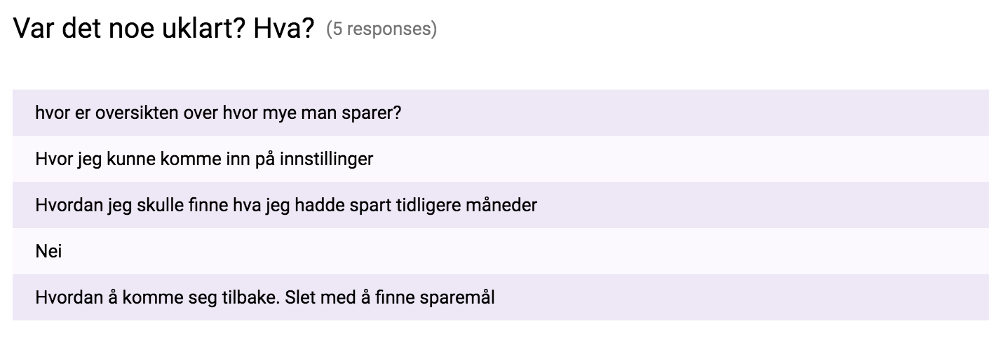 Var det noe uklart? Hva? (5 responses)
hvor er oversikten over hvor mye man sparer?
Hvor jeg kunne komme inn på innstillinger
Hvordan jeg skulle finne hva jeg hadde spart tidligere måneder
Nei
Hvordan å komme seg tilbake. Slet med å finne sparemål